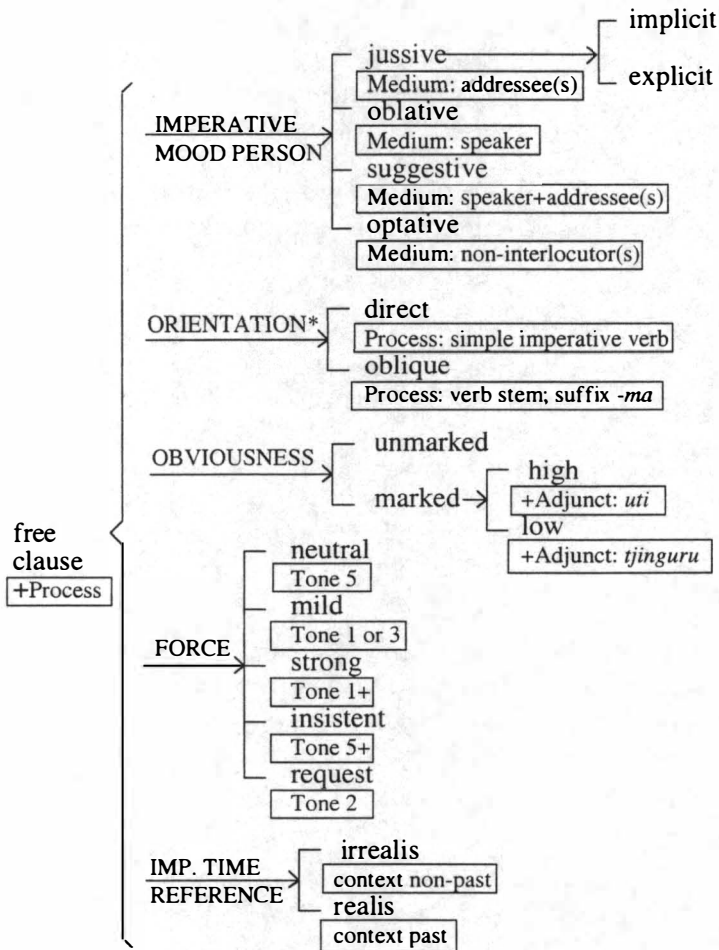 implicit
jussive
explicit
Medium: addressee(s)
IMPERATIVE
MOOD PERSON
oblative
Medium: speaker
suggestive
Medium: speaker+addressee(s)
optative
Medium: non-interlocutor(s)
ORIENTATION*
direct
Process: simple imperative verb
oblique
Process: verb stem; suffix -ma
OBVIOUSNESS
unmarked
marked
high
+Adjunct: uti
low
+Adjunct: tjinguru
free
clause
+Process
FORCE
neutral
Tone 5
mild
Tone 1 or 3
strong
Tone 1+
insistent
Tone 5+
request
Tone 2
IMP. TIME
REFERENCE
irrealis
context non-past
realis
context past